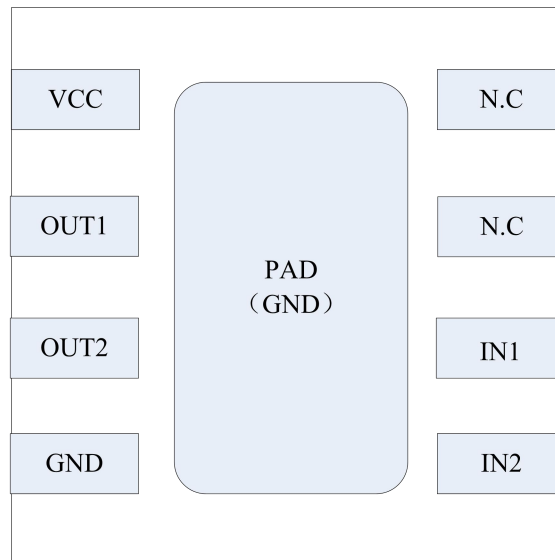 VCC
OUT1
OUT2
GND
PAD
（GND）
N.C
N.C
IN1
IN2